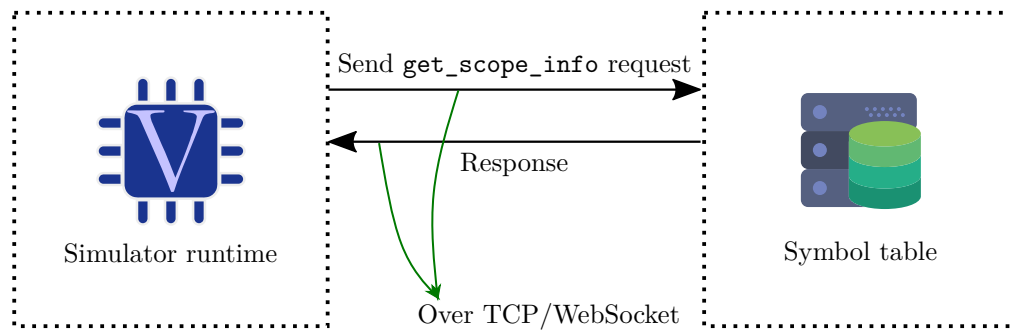 Send get_scope_info request
V
Response
Simulator runtime
Symbol table
Over TCP/WebSocket